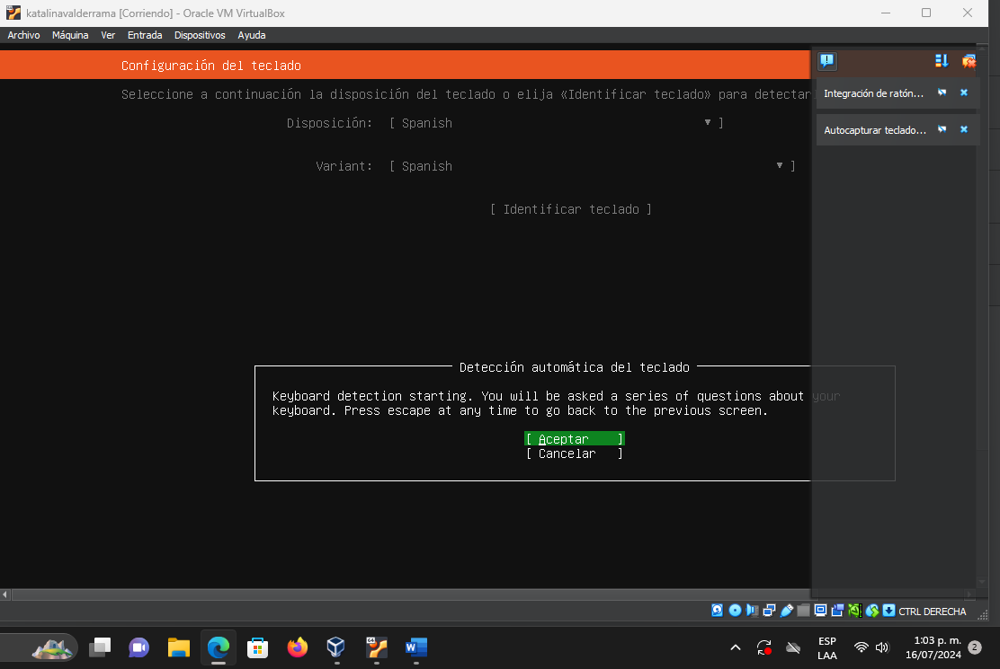 katalinavalderrama [Corriendo] - Oracle VM VirtualBox
Archivo Máquina Ver Entrada Dispositivos Ayuda
Configuración del teclado
Seleccione a continuación la disposición del teclado o elija «Identificar teclado» para detectar
Integración de ratón...
Autocapturar teclado...
Disposición: [ Spanish ▾ ]
Variant: [ Spanish ▾ ]
[ Identificar teclado ]
Detección automática del teclado
Keyboard detection starting. You will be asked a series of questions about your
keyboard. Press escape at any time to go back to the previous screen.
[ Aceptar ]
[ Cancelar ]
CTRL DERECHA
ESP
LAA
1:03 p. m.
16/07/2024
2